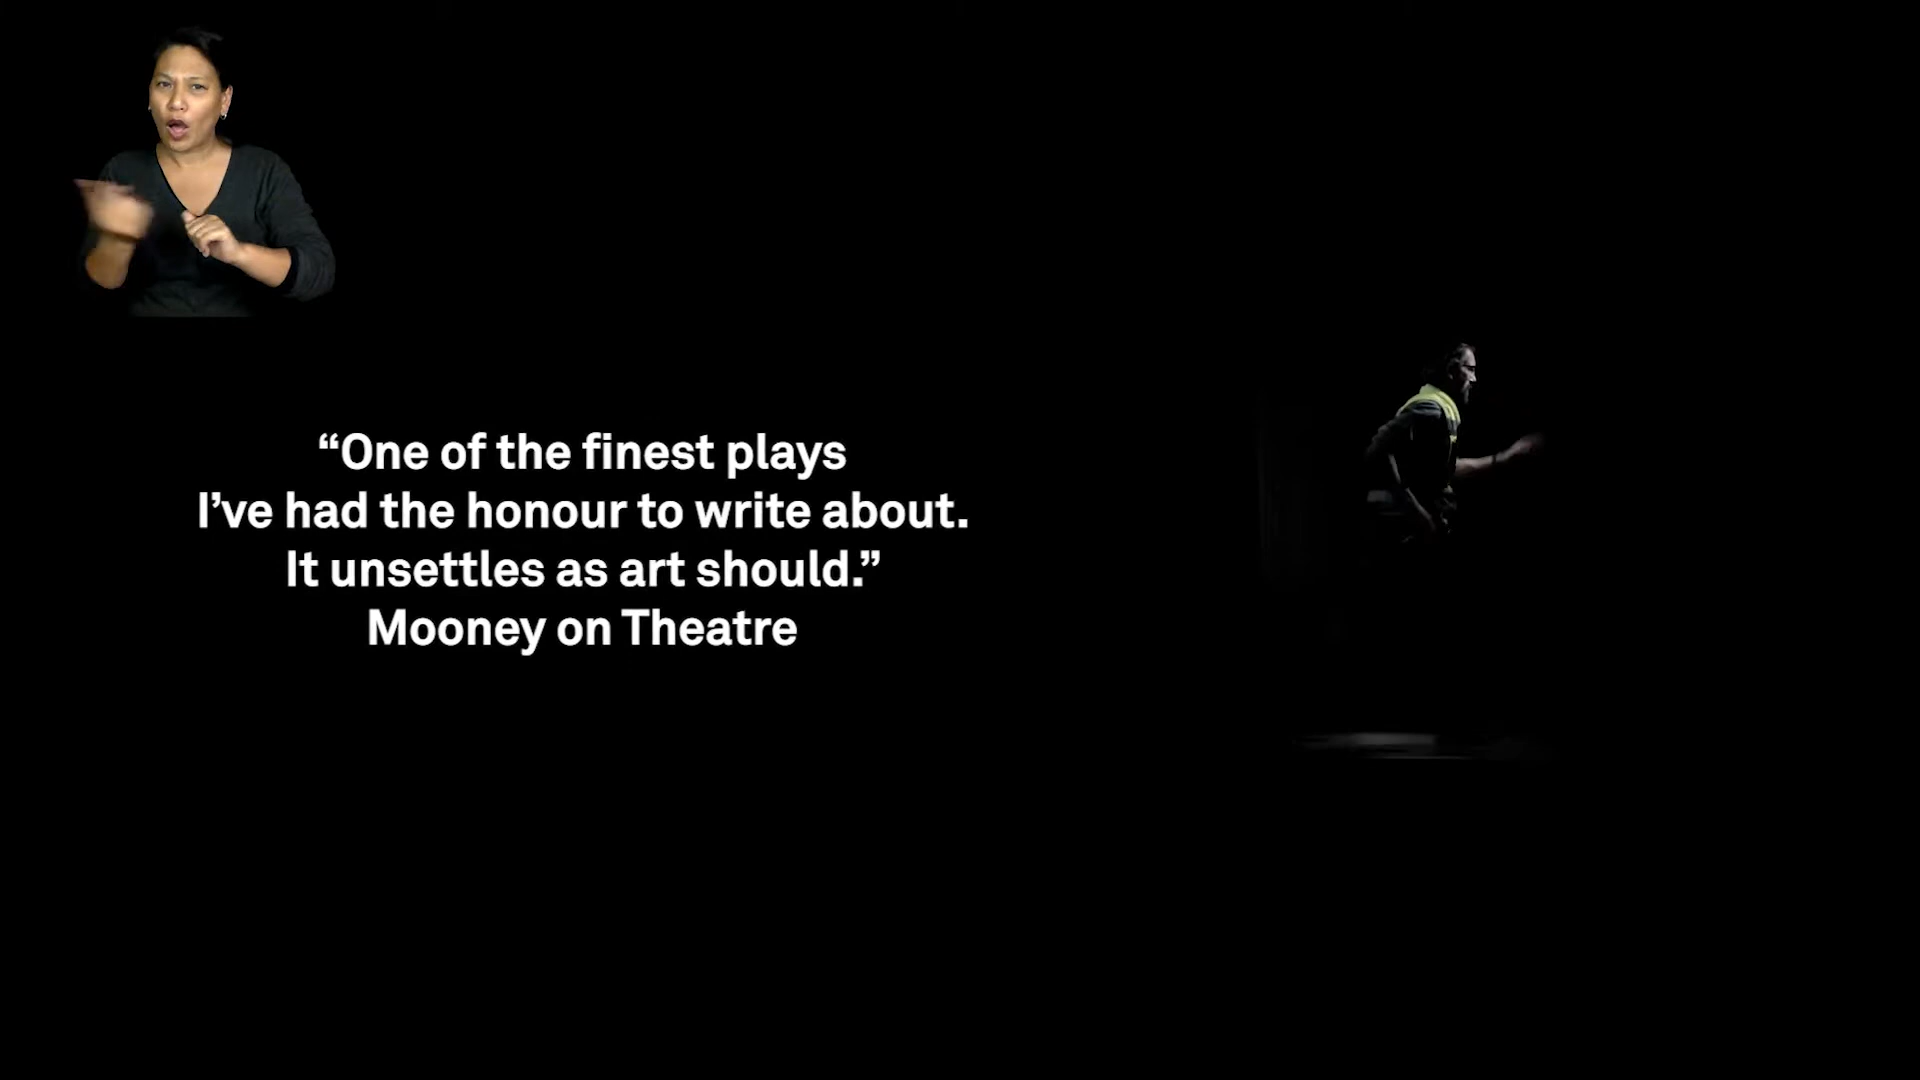 “One of the finest plays
I’ve had the honour to write about.
It unsettles as art should.”
Mooney on Theatre